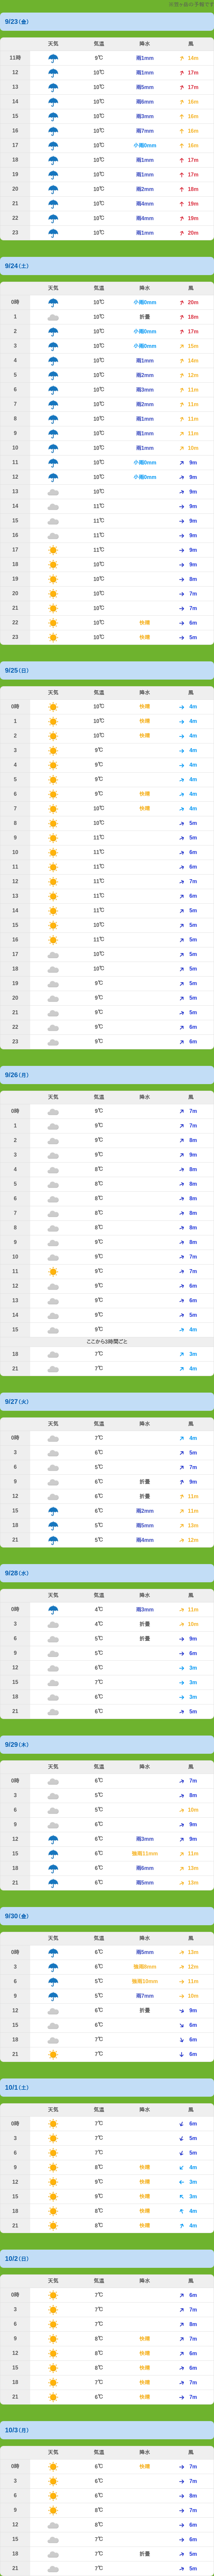 9/23(金)
天気 気温 降水 風
11時 9℃ 雨1mm 14m
12 10℃ 雨1mm 17m
13 10℃ 雨5mm 17m
14 10℃ 雨6mm 16m
15 10℃ 雨3mm 16m
16 10℃ 雨7mm 16m
17 10℃ 小雨0mm 16m
18 10℃ 雨1mm 17m
19 10℃ 雨1mm 17m
20 10℃ 雨2mm 18m
21 10℃ 雨4mm 19m
22 10℃ 雨4mm 19m
23 10℃ 雨1mm 20m
9/24(土)
天気 気温 降水 風
0時 10℃ 小雨0mm 20m
1 10℃ 折畳 18m
2 10℃ 小雨0mm 17m
3 10℃ 小雨0mm 15m
4 10℃ 雨1mm 14m
5 10℃ 雨2mm 12m
6 10℃ 雨3mm 11m
7 10℃ 雨2mm 11m
8 10℃ 雨1mm 11m
9 10℃ 雨1mm 11m
10 10℃ 雨1mm 10m
11 10℃ 小雨0mm 9m
12 10℃ 小雨0mm 9m
13 10℃ 9m
14 11℃ 9m
15 11℃ 9m
16 11℃ 9m
17 11℃ 9m
18 10℃ 9m
19 10℃ 8m
20 10℃ 7m
21 10℃ 7m
22 10℃ 快晴 6m
23 10℃ 快晴 5m
9/25(日)
天気 気温 降水 風
0時 10℃ 快晴 4m
1 10℃ 快晴 4m
2 10℃ 快晴 4m
3 9℃ 4m
4 9℃ 4m
5 9℃ 4m
6 9℃ 快晴 4m
7 10℃ 快晴 4m
8 10℃ 5m
9 11℃ 5m
10 11℃ 6m
11 11℃ 6m
12 11℃ 7m
13 11℃ 6m
14 11℃ 5m
15 10℃ 5m
16 11℃ 5m
17 10℃ 5m
18 10℃ 5m
19 9℃ 5m
20 9℃ 5m
21 9℃ 5m
22 9℃ 6m
23 9℃ 6m
9/26(月)
天気 気温 降水 風
0時 9℃ 7m
1 9℃ 7m
2 9℃ 8m
3 9℃ 9m
4 8℃ 8m
5 8℃ 8m
6 8℃ 8m
7 8℃ 8m
8 8℃ 8m
9 9℃ 8m
10 9℃ 7m
11 9℃ 7m
12 9℃ 6m
13 9℃ 6m
14 9℃ 5m
15 9℃ 4m
ここから3時間ごと
18 7℃ 3m
21 7℃ 4m
9/27(火)
天気 気温 降水 風
0時 7℃ 4m
3 6℃ 5m
6 5℃ 7m
9 6℃ 折畳 9m
12 6℃ 折畳 11m
15 6℃ 雨2mm 11m
18 5℃ 雨5mm 13m
21 5℃ 雨4mm 12m
9/28(水)
天気 気温 降水 風
0時 4℃ 雨3mm 11m
3 4℃ 折畳 10m
6 5℃ 折畳 9m
9 5℃ 6m
12 6℃ 3m
15 7℃ 3m
18 6℃ 3m
21 6℃ 5m
9/29(木)
天気 気温 降水 風
0時 6℃ 7m
3 5℃ 8m
6 5℃ 10m
9 6℃ 9m
12 6℃ 雨3mm 9m
15 6℃ 強雨11mm 11m
18 6℃ 雨6mm 13m
21 6℃ 雨5mm 13m
9/30(金)
天気 気温 降水 風
0時 6℃ 雨5mm 13m
3 6℃ 12m
6 5℃ 強雨10mm 11m
9 5℃ 雨7mm 10m
12 6℃ 折畳 9m
15 6℃ 6m
18 7℃ 6m
21 7℃ 6m
10/1(土)
天気 気温 降水 風
0時 7℃ 6m
3 7℃ 5m
6 7℃ 5m
9 8℃ 快晴 4m
12 9℃ 快晴 3m
15 9℃ 快晴 3m
18 8℃ 快晴 4m
21 8℃ 快晴 4m
10/2(日)
天気 気温 降水 風
0時 7℃ 6m
3 7℃ 7m
6 7℃ 8m
9 8℃ 快晴 7m
12 8℃ 快晴 6m
15 8℃ 快晴 6m
18 7℃ 快晴 7m
21 6℃ 快晴 7m
10/3(月)
天気 気温 降水 風
0時 6℃ 快晴 7m
3 6℃ 7m
6 6℃ 8m
9 8℃ 7m
12 8℃ 6m
15 7℃ 6m
18 7℃ 折畳 5m
21 7℃ 5m